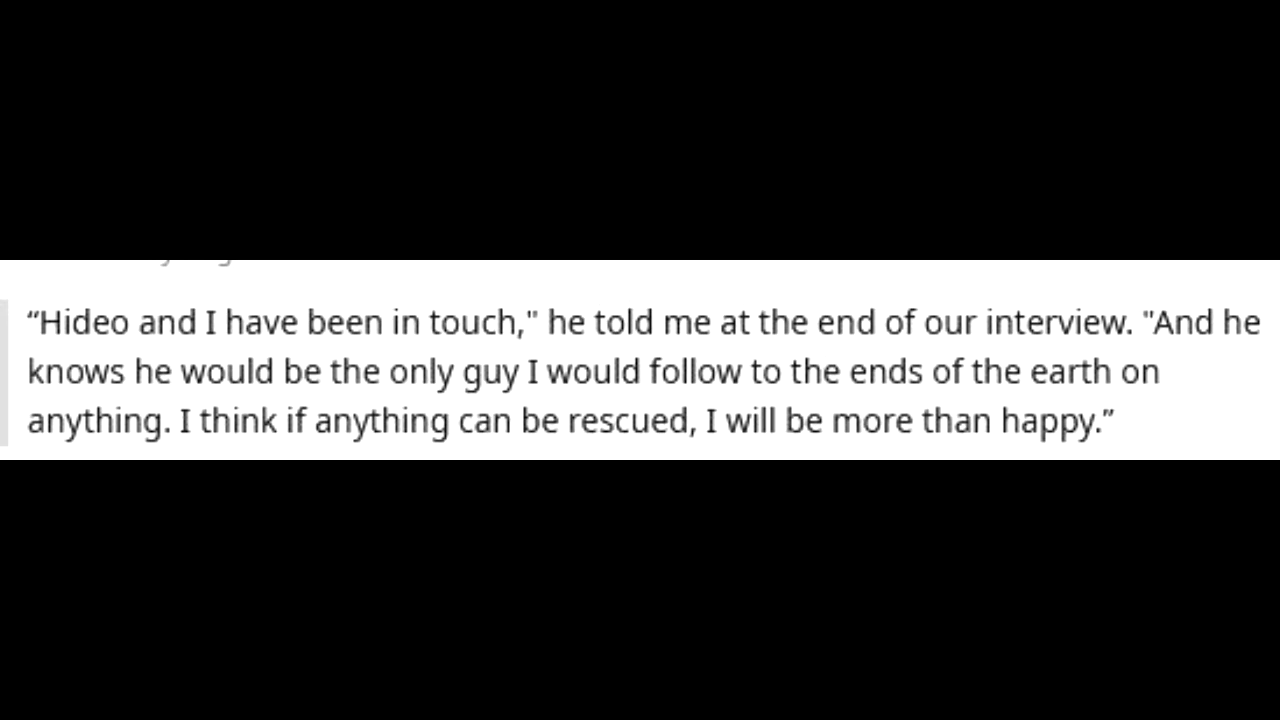 “Hideo and I have been in touch," he told me at the end of our interview. "And he
knows he would be the only guy I would follow to the ends of the earth on
anything. I think if anything can be rescued, I will be more than happy.”